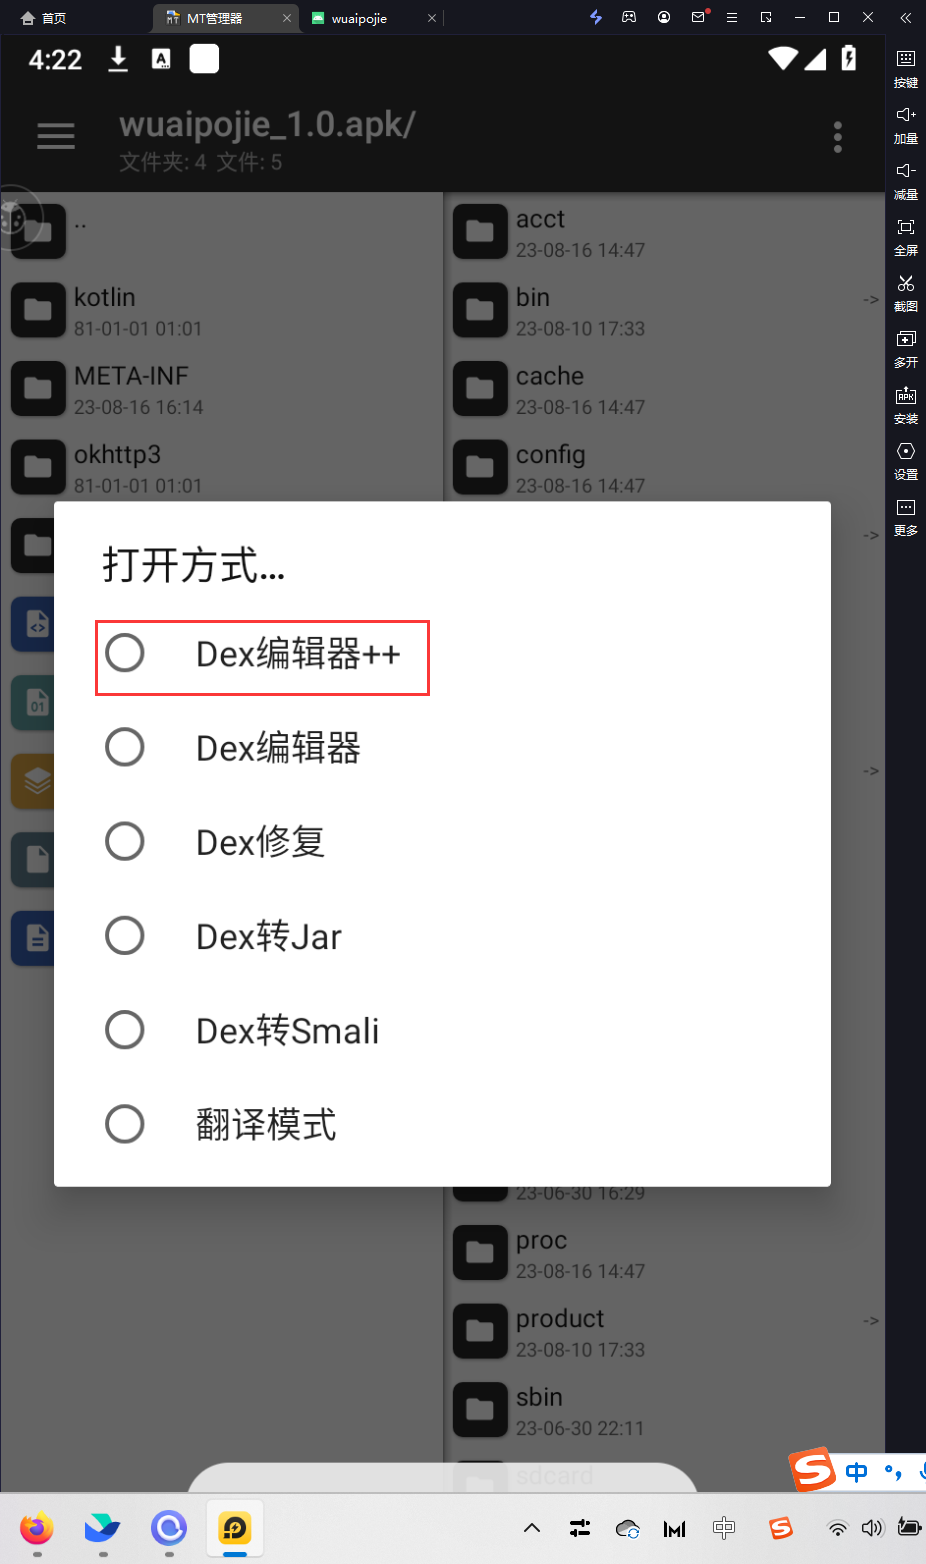 首页
MT管理器
wuaipojie
4:22
A
wuaipojie_1.0.apk/
文件夹: 4 文件: 5
按键
加量
减量
全屏
截图
多开
APK
安装
设置
更多
..
kotlin
81-01-01 01:01
META-INF
23-08-16 16:14
okhttp3
81-01-01 01:01
01
acct
23-08-16 14:47
bin
->
23-08-10 17:33
cache
23-08-16 14:47
config
23-08-16 14:47
->
->
打开方式...
Dex编辑器++
Dex编辑器
Dex修复
Dex转Jar
Dex转Smali
翻译模式
23-06-30 16:29
proc
23-08-16 14:47
product
->
23-08-10 17:33
sbin
23-06-30 22:11
sdcard
S
中
°,
中
S